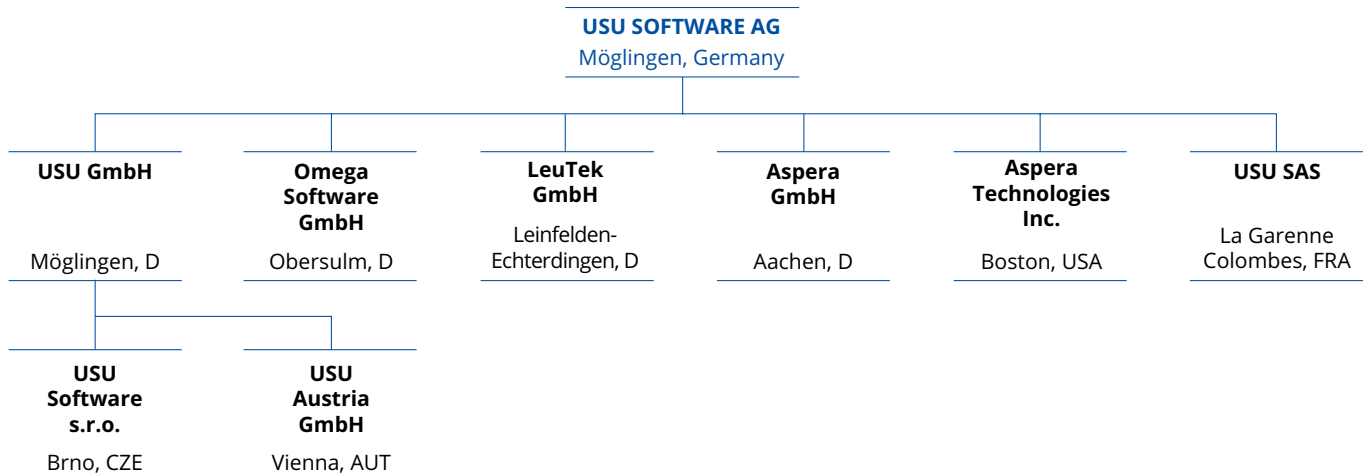 USU SOFTWARE AG
Möglingen, Germany
USU GmbH
Möglingen, D
Omega
Software
GmbH
Obersulm, D
LeuTek
GmbH
Leinfelden-
Echterdingen, D
Aspera
GmbH
Aachen, D
Aspera
Technologies
Inc.
Boston, USA
USU SAS
La Garenne
Colombes, FRA
USU
Software
s.r.o.
Brno, CZE
USU
Austria
GmbH
Vienna, AUT